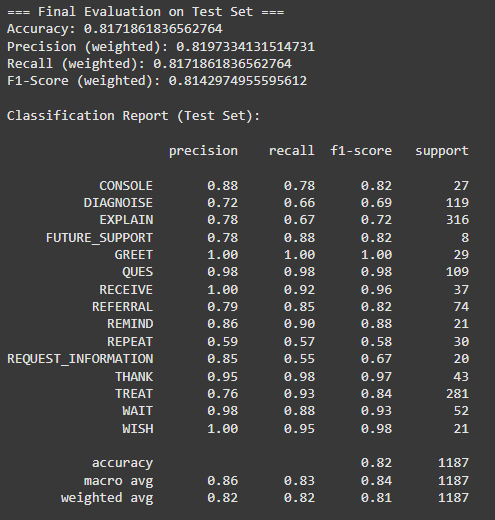 === Final Evaluation on Test Set ===
Accuracy: 0.8171861836562764
Precision (weighted): 0.8197334131514731
Recall (weighted): 0.8171861836562764
F1-Score (weighted): 0.8142974955595612
Classification Report (Test Set):
precision recall f1-score support
CONSOLE 0.88 0.78 0.82 27
DIAGNOISE 0.72 0.66 0.69 119
EXPLAIN 0.78 0.67 0.72 316
FUTURE_SUPPORT 0.78 0.88 0.82 8
GREET 1.00 1.00 1.00 29
QUES 0.98 0.98 0.98 109
RECEIVE 1.00 0.92 0.96 37
REFERRAL 0.79 0.85 0.82 74
REMIND 0.86 0.90 0.88 21
REPEAT 0.59 0.57 0.58 30
REQUEST_INFORMATION 0.85 0.55 0.67 20
THANK 0.95 0.98 0.97 43
TREAT 0.76 0.93 0.84 281
WAIT 0.98 0.88 0.93 52
WISH 1.00 0.95 0.98 21
accuracy 0.82 1187
macro avg 0.86 0.83 0.84 1187
weighted avg 0.82 0.82 0.81 1187